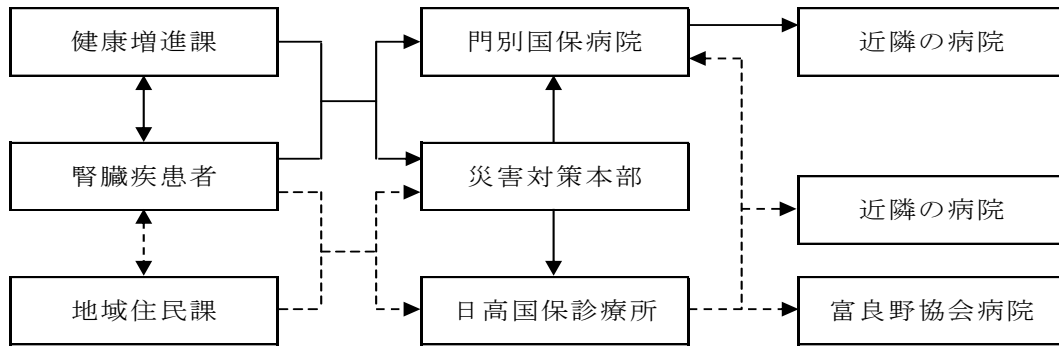 健康増進課
門別国保病院
近隣の病院
腎臓疾患者
災害対策本部
近隣の病院
地域住民課
日高国保診療所
富良野協会病院